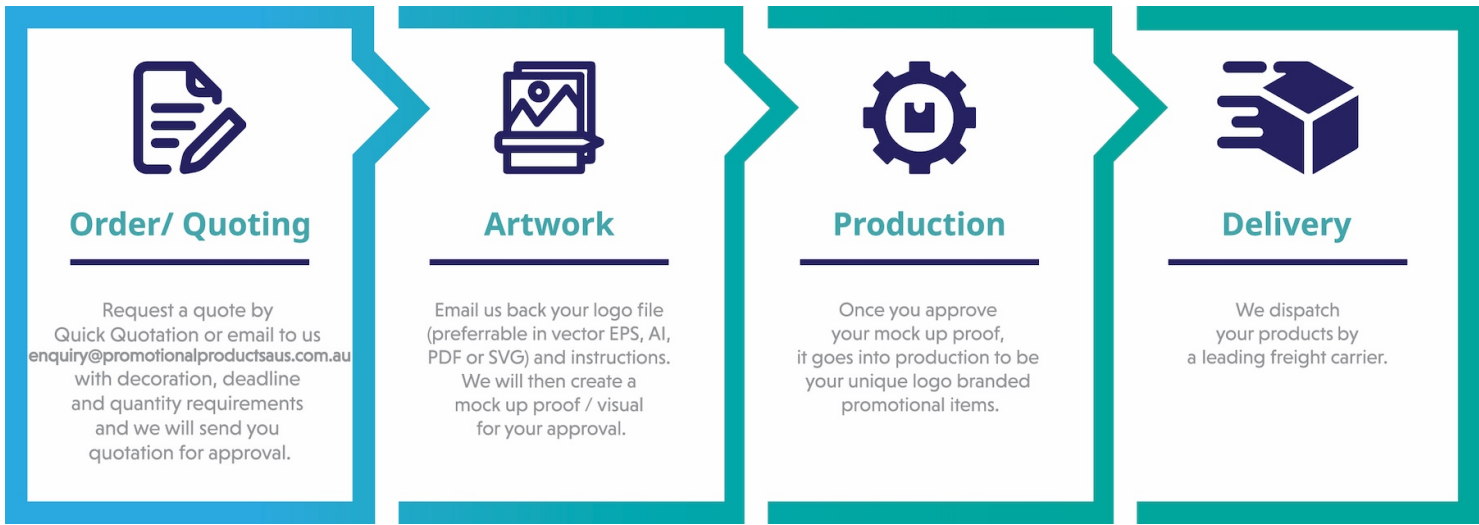 Order/ Quoting
Request a quote by
Quick Quotation or email to us
enquiry@promotionalproductsaus.com.au
with decoration, deadline
and quantity requirements
and we will send you
quotation for approval.
Artwork
Email us back your logo file
(preferrable in vector EPS, AI,
PDF or SVG) and instructions.
We will then create a
mock up proof / visual
for your approval.
Production
Once you approve
your mock up proof,
it goes into production to be
your unique logo branded
promotional items.
Delivery
We dispatch
your products by
a leading freight carrier.